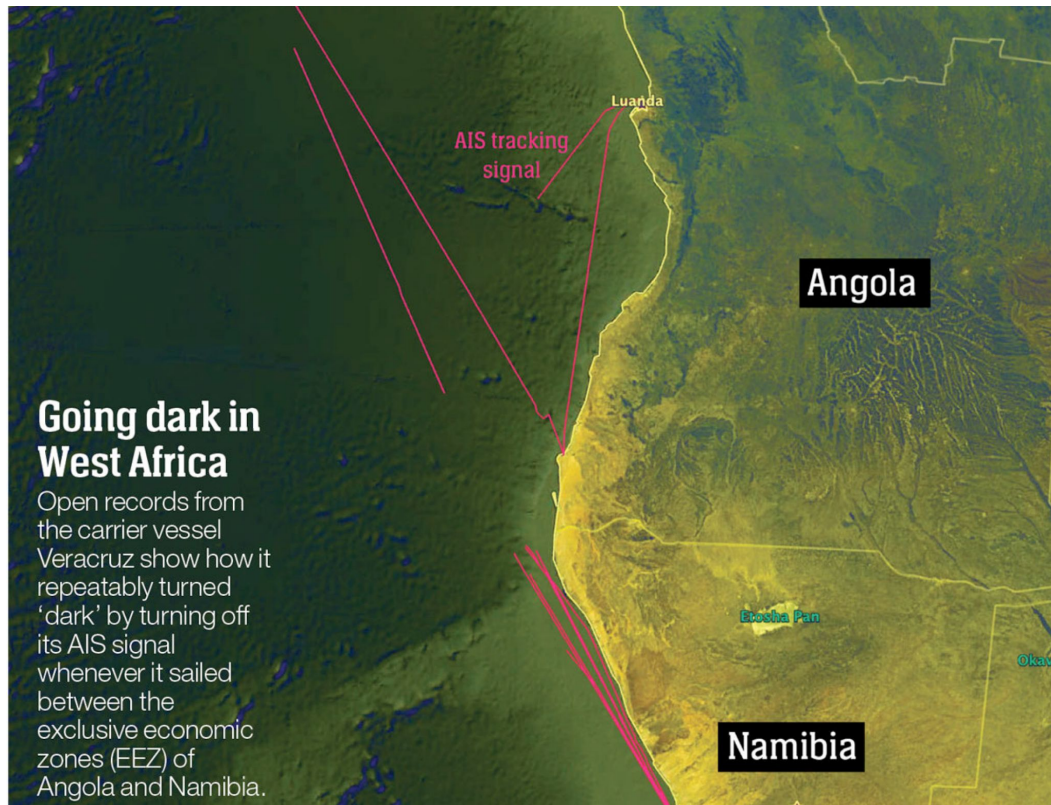 Luanda
AIS tracking
signal
Angola
Going dark in
West Africa
Open records from
the carrier vessel
Veracruz show how it
repeatably turned
‘dark’ by turning off
its AIS signal
whenever it sailed
between the
exclusive economic
zones (EEZ) of
Angola and Namibia.
Etosha Pan
Okav
Namibia